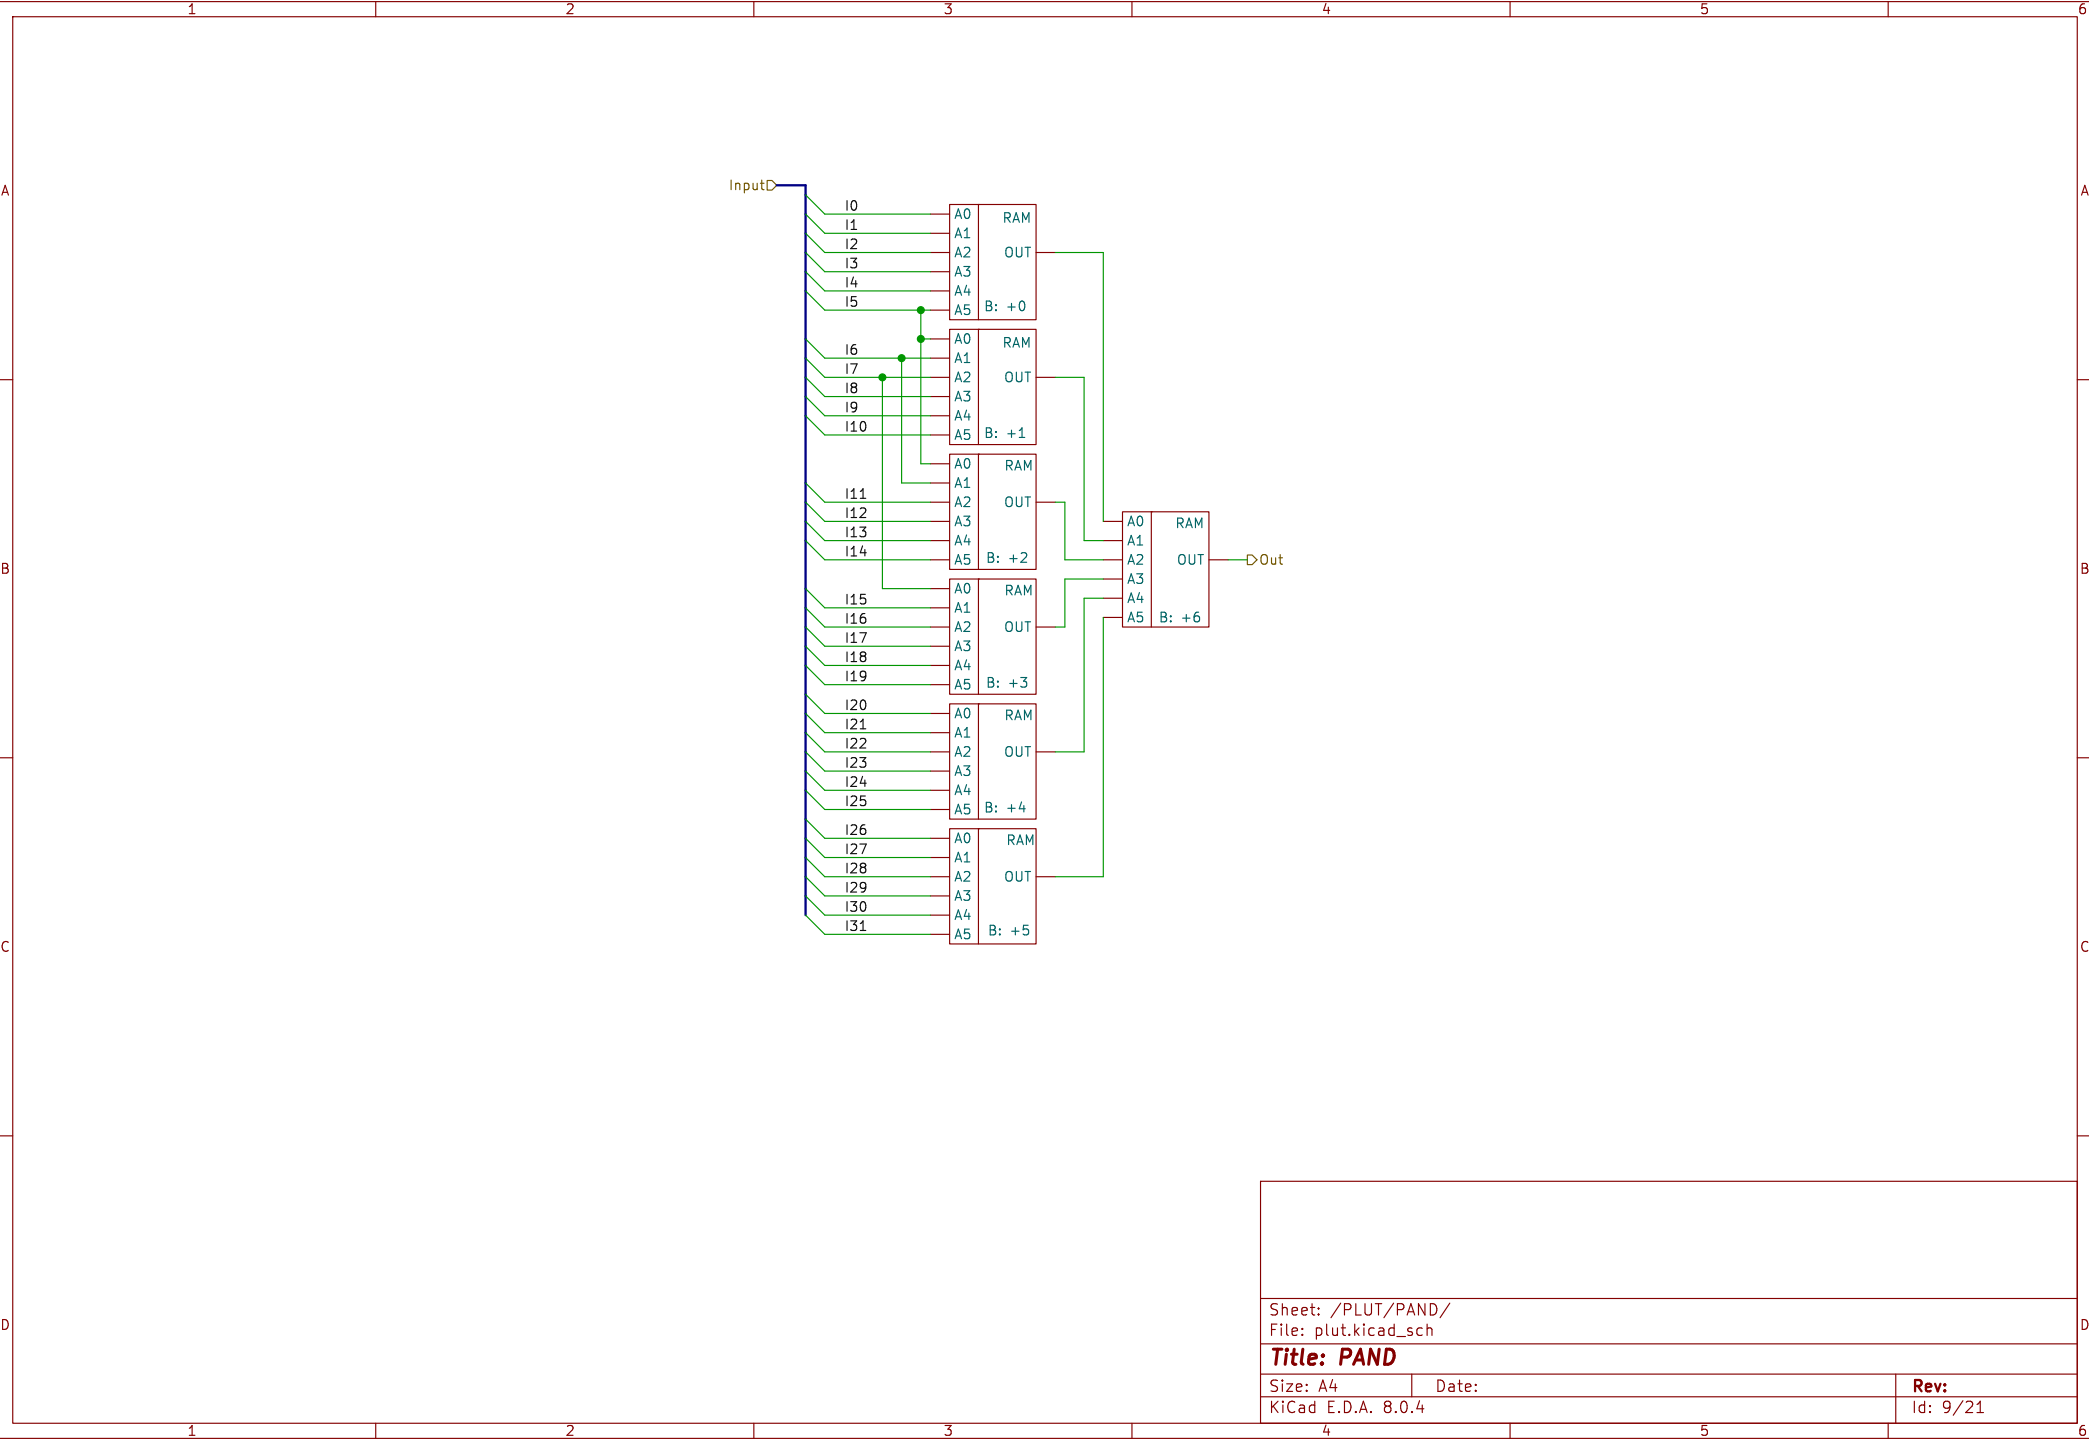 1 2 3 4 5 6
Input
A A
I0 A0 RAM
I1 A1
I2 A2 OUT
I3 A3
I4 A4
I5 A5 B: +0
A0 RAM
I6 A1
I7 A2 OUT
I8 A3
I9 A4
I10 A5 B: +1
A0 RAM
A1
I11 A2 OUT
I12 A3
I13 A4
I14 A5 B: +2
A0 RAM
A1
A2 OUT Out
A3
A4
A5 B: +6
B B
A0 RAM
I15 A1
I16 A2 OUT
I17 A3
I18 A4
I19 A5 B: +3
I20 A0 RAM
I21 A1
I22 A2 OUT
I23 A3
I24 A4
I25 A5 B: +4
I26 A0 RAM
I27 A1
I28 A2 OUT
I29 A3
I30 A4
I31 A5 B: +5
C C
Sheet: /PLUT/PAND/
D D
File: plut.kicad_sch
Title: PAND
Size: A4 Date: Rev:
KiCad E.D.A. 8.0.4 Id: 9/21
1 2 3 4 5 6